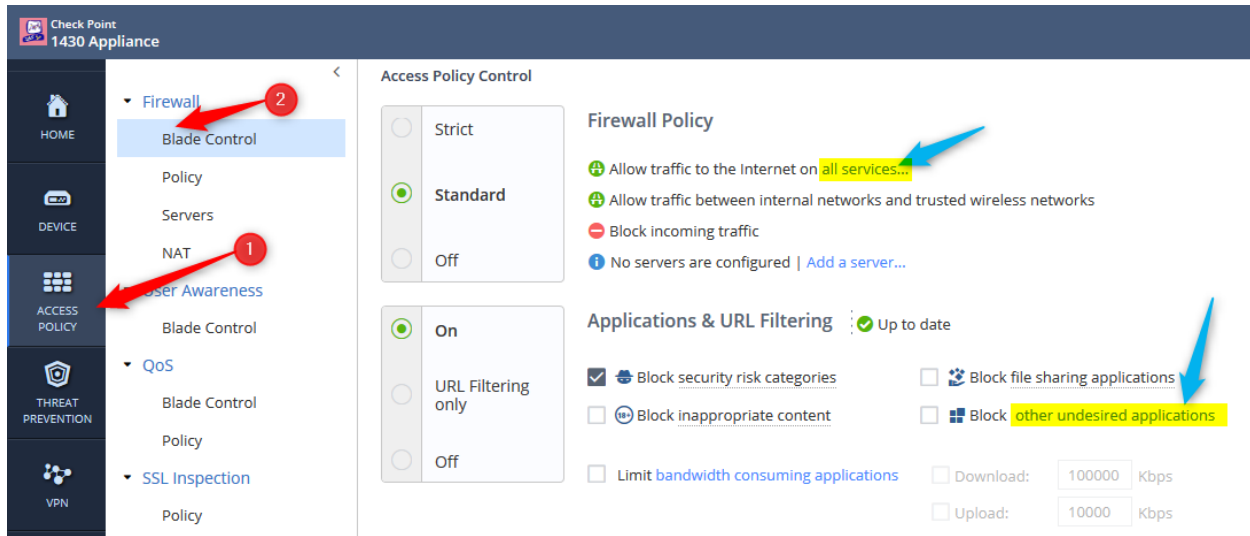 Check Point
1430 Appliance
HOME
DEVICE
ACCESS
POLICY
THREAT
PREVENTION
VPN
<
Firewall
2
Blade Control
Policy
Servers
NAT
1
User Awareness
Blade Control
QoS
Blade Control
Policy
SSL Inspection
Policy
Access Policy Control
Strict
Standard
Off
Firewall Policy
Allow traffic to the Internet on all services...
Allow traffic between internal networks and trusted wireless networks
Block incoming traffic
No servers are configured | Add a server...
On
URL Filtering
only
Off
Applications & URL Filtering Up to date
Block security risk categories
Block file sharing applications
18+ Block inappropriate content
Block other undesired applications
Limit bandwidth consuming applications
Download: 100000 Kbps
Upload: 10000 Kbps